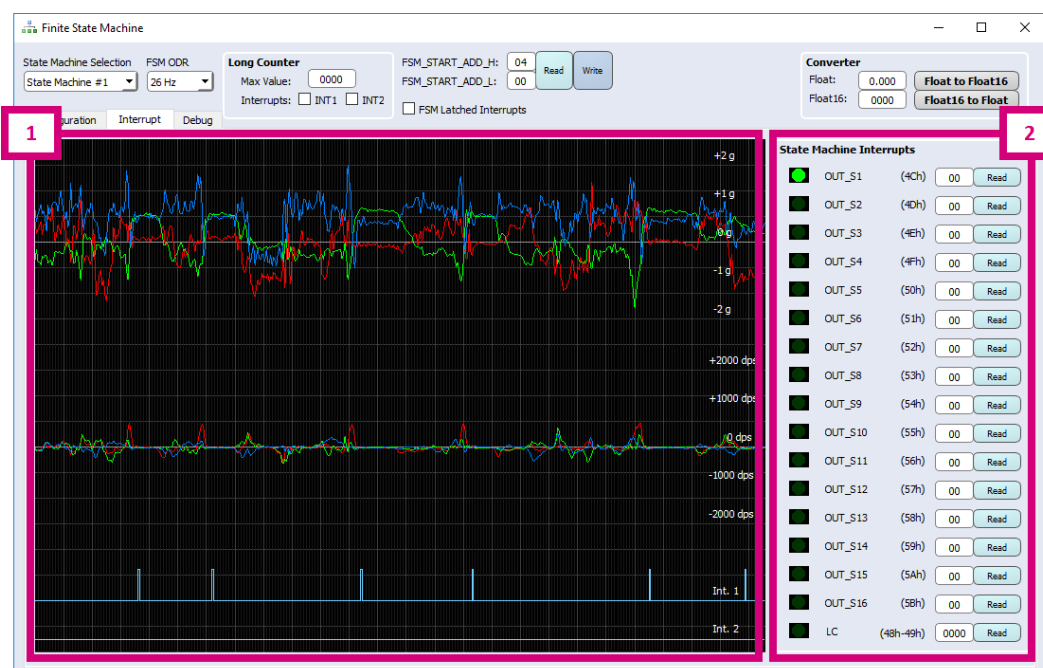 Finite State Machine
State Machine Selection FSM ODR
State Machine #1 26 Hz
Long Counter
Max Value: 0000
Interrupts: INT1 INT2
FSM_START_ADD_H: 04
FSM_START_ADD_L: 00
Read Write
FSM Latched Interrupts
Converter
Float: 0.000 Float to Float16
Float16: 0000 Float16 to Float
Interrupt Debug
1
+2 g
+1 g
0 g
-1 g
-2 g
+2000 dps
+1000 dps
0 dps
-1000 dps
-2000 dps
Int. 1
Int. 2
2
State Machine Interrupts
OUT_S1 (4Ch) 00 Read
OUT_S2 (4Dh) 00 Read
OUT_S3 (4Eh) 00 Read
OUT_S4 (4Fh) 00 Read
OUT_S5 (50h) 00 Read
OUT_S6 (51h) 00 Read
OUT_S7 (52h) 00 Read
OUT_S8 (53h) 00 Read
OUT_S9 (54h) 00 Read
OUT_S10 (55h) 00 Read
OUT_S11 (56h) 00 Read
OUT_S12 (57h) 00 Read
OUT_S13 (58h) 00 Read
OUT_S14 (59h) 00 Read
OUT_S15 (5Ah) 00 Read
OUT_S16 (5Bh) 00 Read
LC (48h-49h) 0000 Read